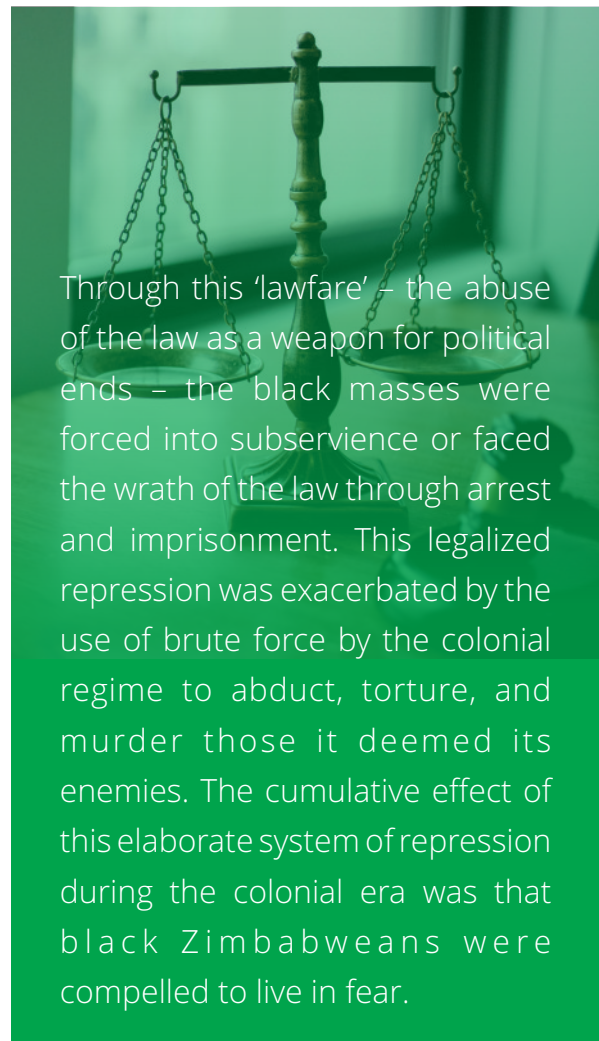 Through this ‘lawfare’ – the abuse
of the law as a weapon for political
ends – the black masses were
forced into subservience or faced
the wrath of the law through arrest
and imprisonment. This legalized
repression was exacerbated by the
use of brute force by the colonial
regime to abduct, torture, and
murder those it deemed its
enemies. The cumulative effect of
this elaborate system of repression
during the colonial era was that
black Zimbabweans were
compelled to live in fear.